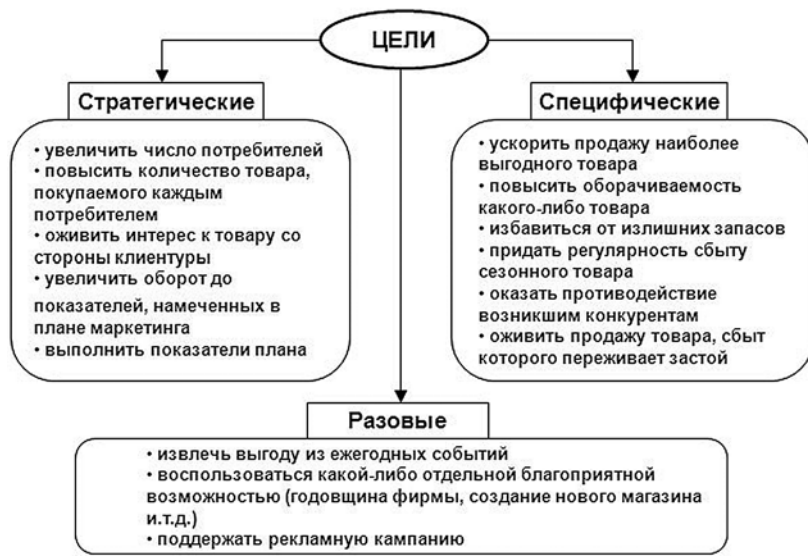 ЦЕЛИ
Стратегические
• увеличить число потребителей
• повысить количество товара,
покупаемого каждым
потребителем
• оживить интерес к товару со
стороны клиентуры
• увеличить оборот до
показателей, намеченных в
плане маркетинга
• выполнить показатели плана
Специфические
• ускорить продажу наиболее
выгодного товара
• повысить оборачиваемость
какого-либо товара
• избавиться от излишних запасов
• придать регулярность сбыту
сезонного товара
• оказать противодействие
возникшим конкурентам
• оживить продажу товара, сбыт
которого переживает застой
Разовые
• извлечь выгоду из ежегодных событий
• воспользоваться какой-либо отдельной благоприятной
возможностью (годовщина фирмы, создание нового магазина
и.т.д.)
• поддержать рекламную кампанию